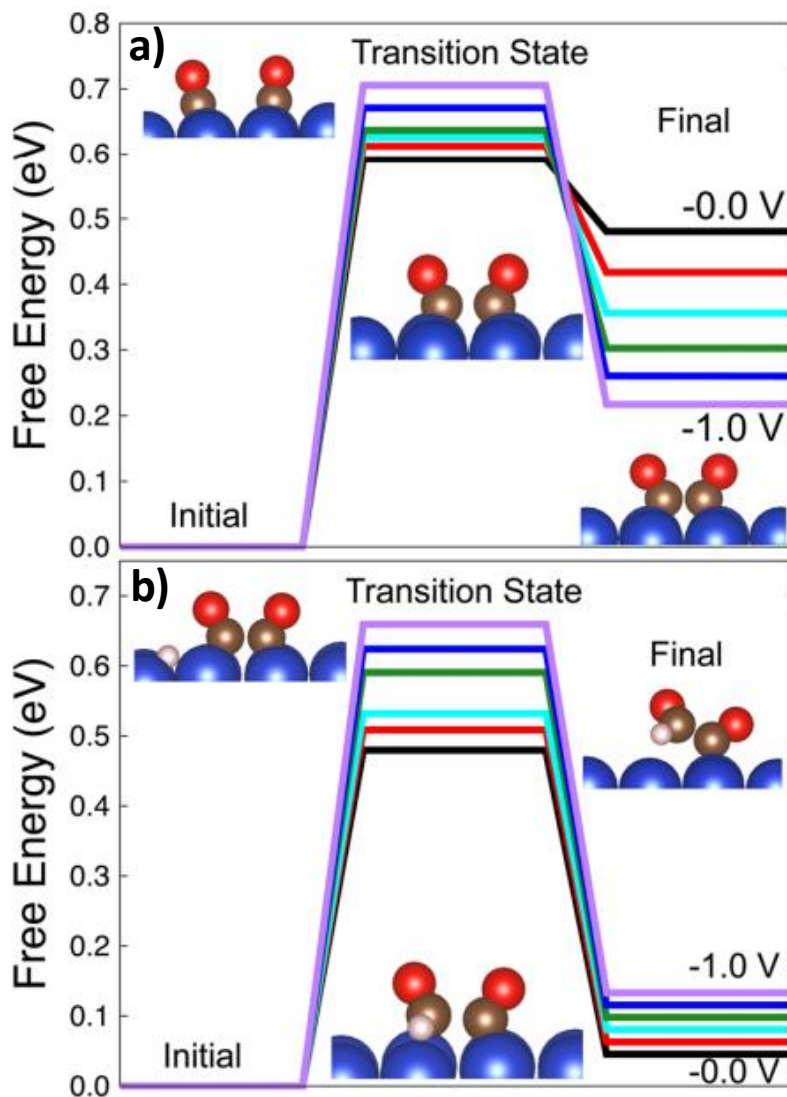 a)
Transition State
Final
-0.0 V
-1.0 V
Initial
Free Energy (eV)
0.8
0.7
0.6
0.5
0.4
0.3
0.2
0.1
0.0
b)
Transition State
Final
-1.0 V
-0.0 V
Initial
Free Energy (eV)
0.7
0.6
0.5
0.4
0.3
0.2
0.1
0.0